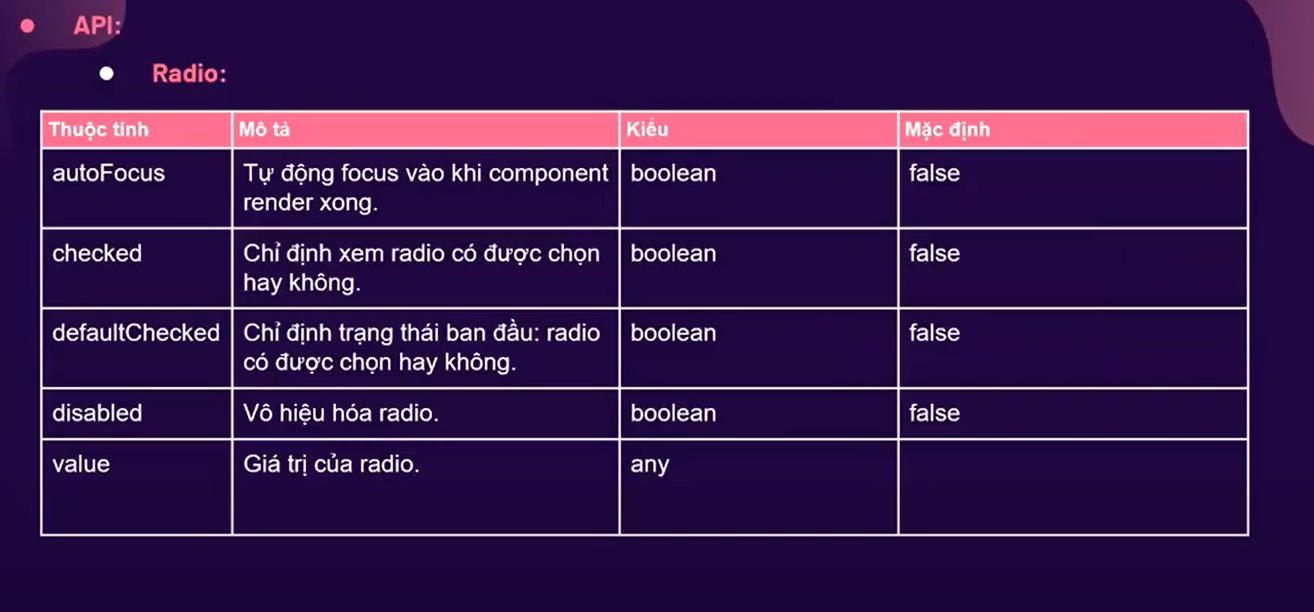 API:
Radio:
Thuộc tính Mô tả Kiểu Mặc định
autoFocus Tự động focus vào khi component boolean false
render xong.
checked Chỉ định xem radio có được chọn boolean false
hay không.
defaultChecked Chỉ định trạng thái ban đầu: radio boolean false
có được chọn hay không.
disabled Vô hiệu hóa radio. boolean false
value Giá trị của radio. any